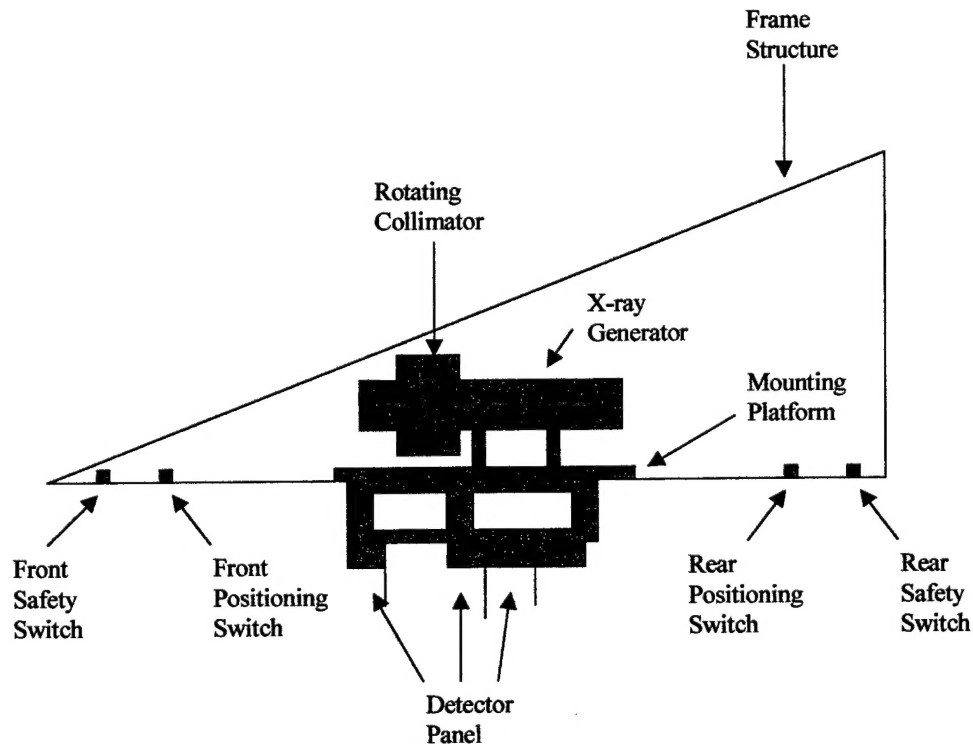 Frame
Structure
Rotating
Collimator
X-ray
Generator
Mounting
Platform
Front
Safety
Switch
Front
Positioning
Switch
Rear
Positioning
Switch
Rear
Safety
Switch
Detector
Panel